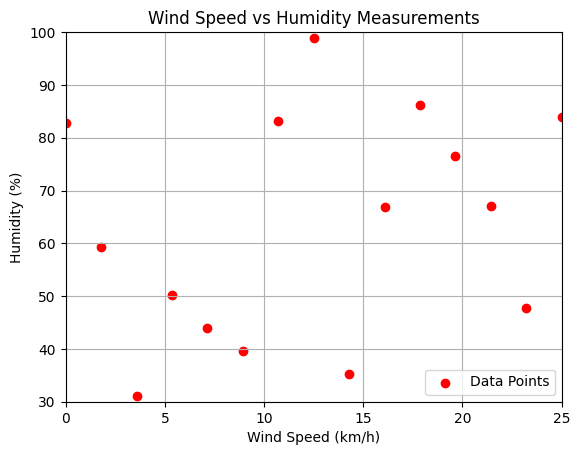 Wind Speed vs Humidity Measurements
Humidity (%)
100
90
80
70
60
50
40
30
0 5 10 15 20 25
Wind Speed (km/h)
Data Points